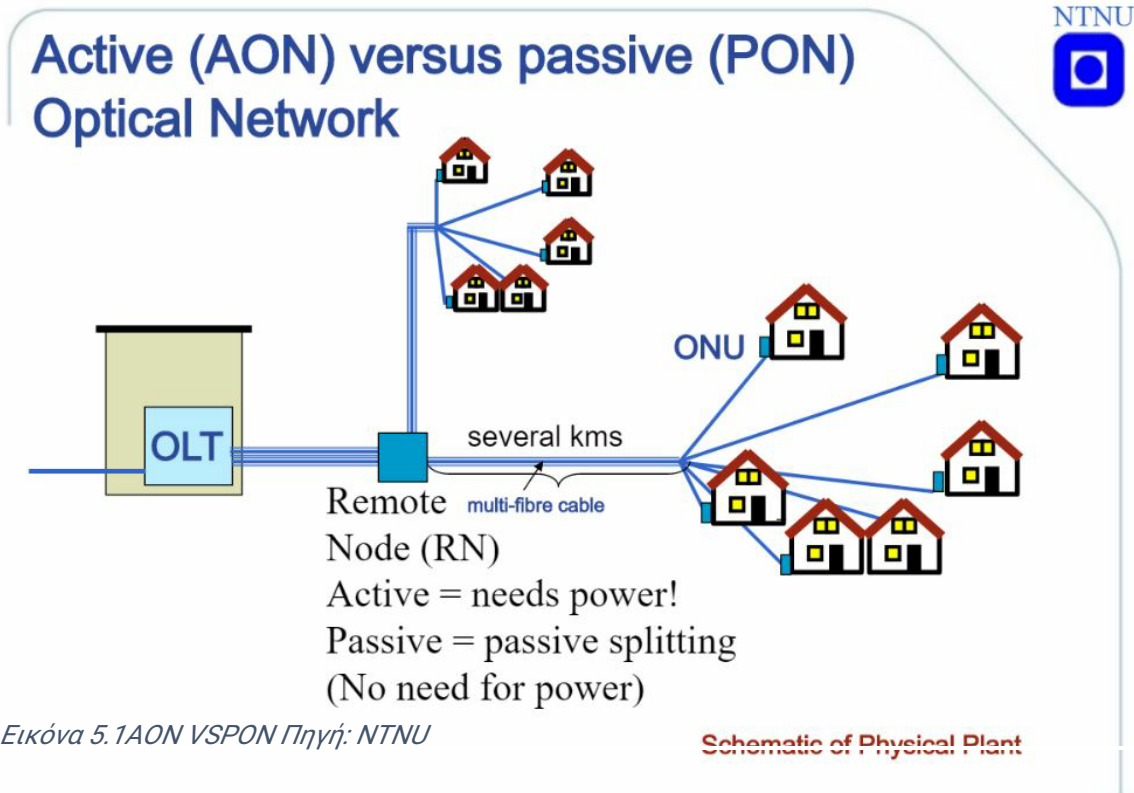 NTNU
Active (AON) versus passive (PON)
Optical Network
ONU
OLT
several kms
multi-fibre cable
Remote
Node (RN)
Active = needs power!
Passive = passive splitting
(No need for power)
Εικόνα 5.1AON VSPON Πηγή: NTNU
Schematic of Physical Plant